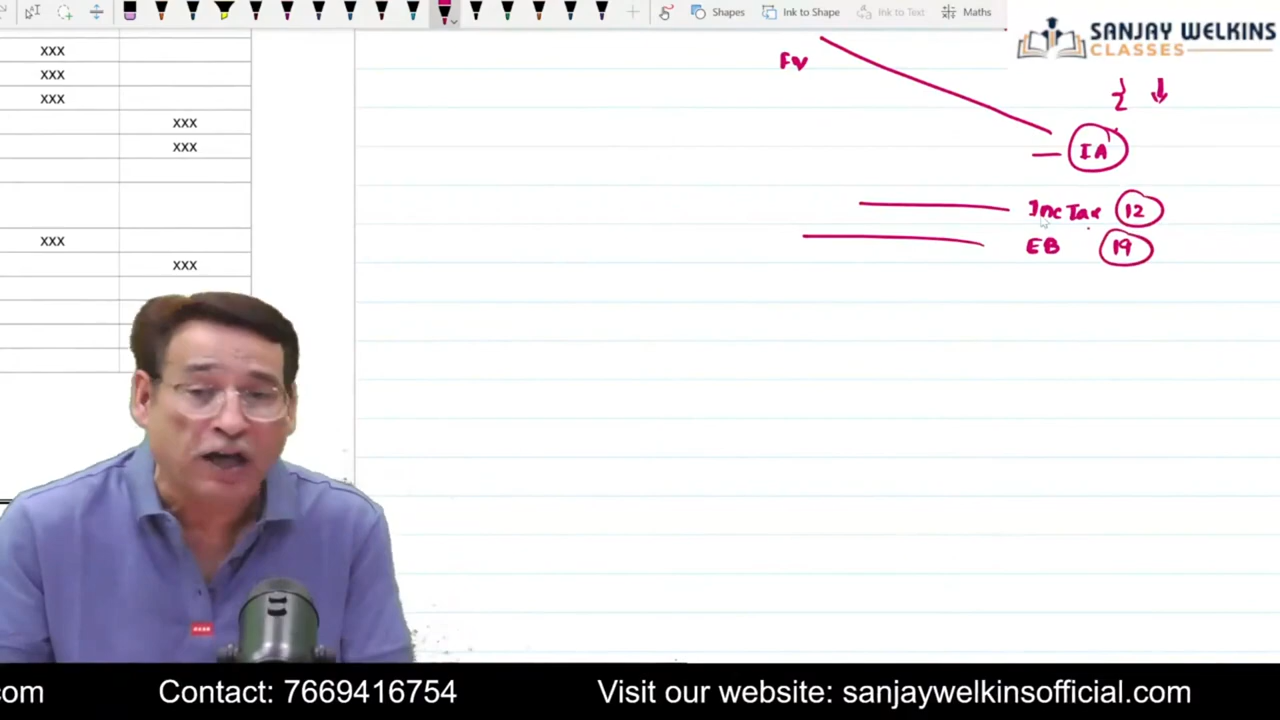 Shapes
Ink to Shape
Ink to Text
Maths
SANJAY WELKINS
CLASSES
xxx
xxx
xxx
xxx
xxx
xxx
xxx
FV
IA
Inc Tax 12
EB 19
com
Contact: 7669416754
Visit our website: sanjaywelkinsofficial.com